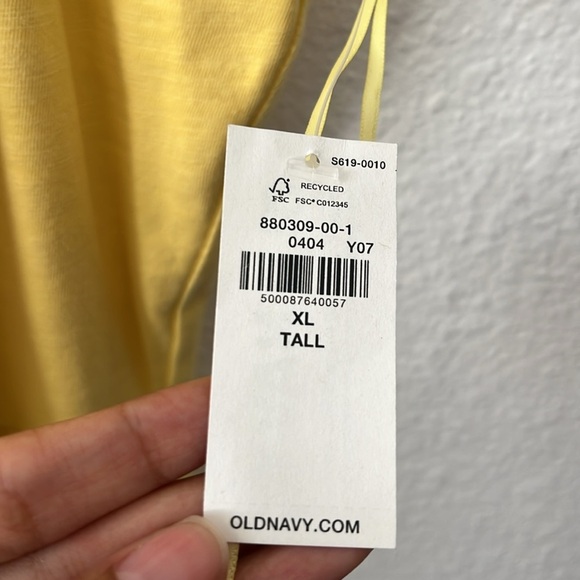 S619-0010
RECYCLED
FSC FSC® C012345
880309-00-1
0404 Y07
500087640057
XL
TALL
OLDNAVY.COM